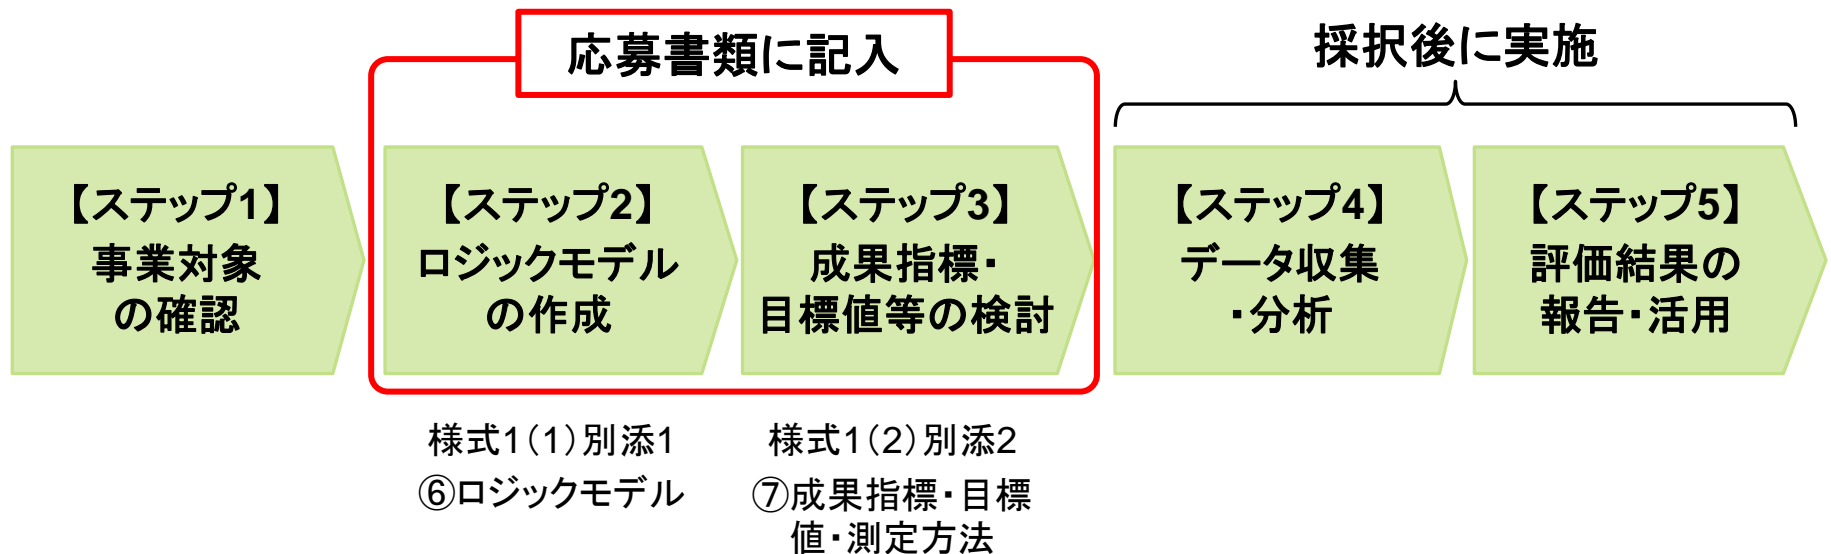 応募書類に記入
採択後に実施
【ステップ1】
事業対象
の確認
【ステップ2】
ロジックモデル
の作成
【ステップ3】
成果指標・
目標値等の検討
【ステップ4】
データ収集
・分析
【ステップ5】
評価結果の
報告・活用
様式1(1)別添1
⑥ロジックモデル
様式1(2)別添2
⑦成果指標・目標
値・測定方法